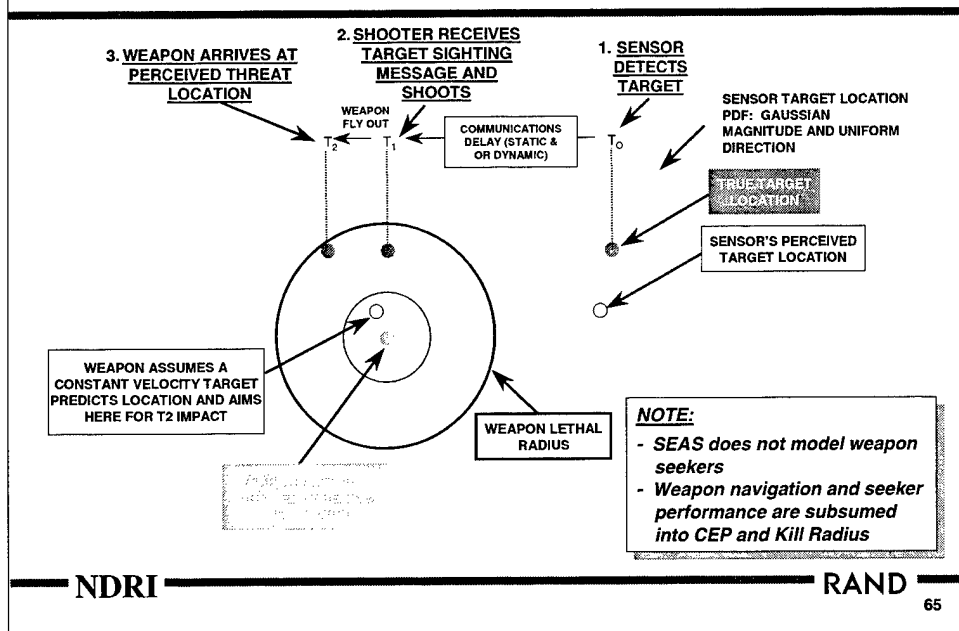 3. WEAPON ARRIVES AT
PERCEIVED THREAT
LOCATION
2. SHOOTER RECEIVES
TARGET SIGHTING
MESSAGE AND
SHOOTS
1. SENSOR
DETECTS
TARGET
WEAPON
FLY OUT
T2
T1
COMMUNICATIONS
DELAY (STATIC &
OR DYNAMIC)
TO
SENSOR TARGET LOCATION
PDF: GAUSSIAN
MAGNITUDE AND UNIFORM
DIRECTION
TRUE TARGET
LOCATION
SENSOR'S PERCEIVED
TARGET LOCATION
WEAPON ASSUMES A
CONSTANT VELOCITY TARGET
PREDICTS LOCATION AND AIMS
HERE FOR T2 IMPACT
WEAPON LETHAL
RADIUS
NOTE:
- SEAS does not model weapon
seekers
- Weapon navigation and seeker
performance are subsumed
into CEP and Kill Radius
NDRI
RAND
65